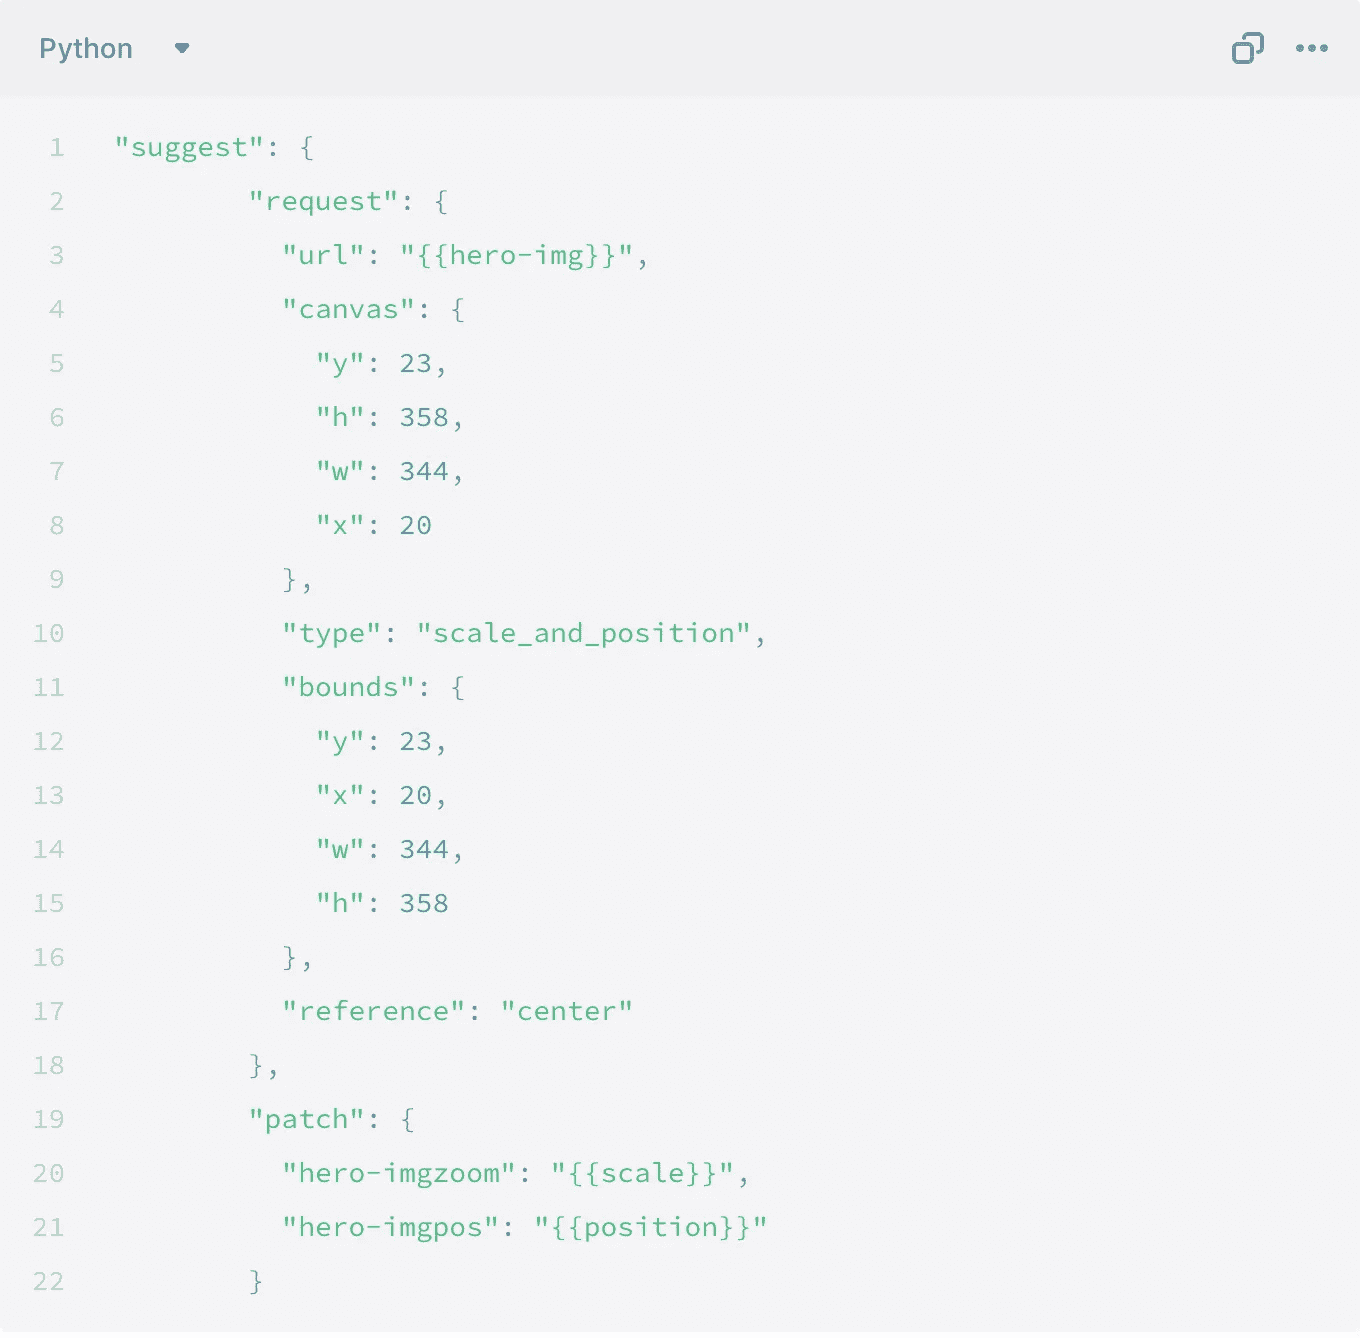 Python
1 "suggest": {
2 "request": {
3 "url": "{{hero-img}}",
4 "canvas": {
5 "y": 23,
6 "h": 358,
7 "w": 344,
8 "x": 20
9 },
10 "type": "scale_and_position",
11 "bounds": {
12 "y": 23,
13 "x": 20,
14 "w": 344,
15 "h": 358
16 },
17 "reference": "center"
18 },
19 "patch": {
20 "hero-imgzoom": "{{scale}}",
21 "hero-imgpos": "{{position}}"
22 }